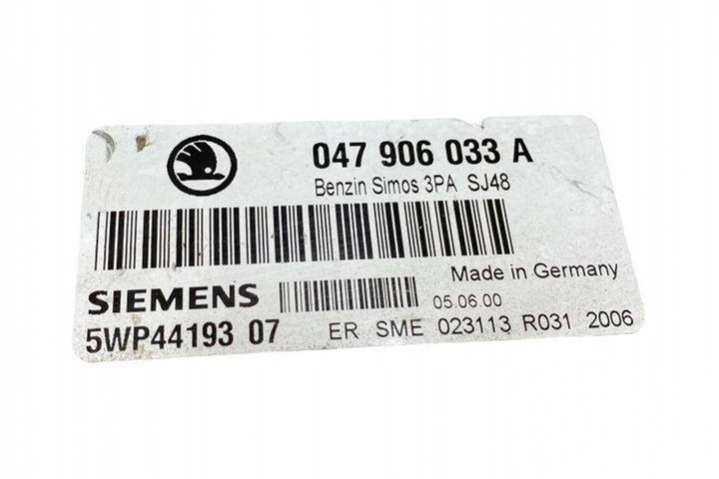 047 906 033 A
Benzin Simos 3PA SJ48
Made in Germany
SIEMENS
05.06.00
5WP44193 07 ER SME 023113 R031 2006